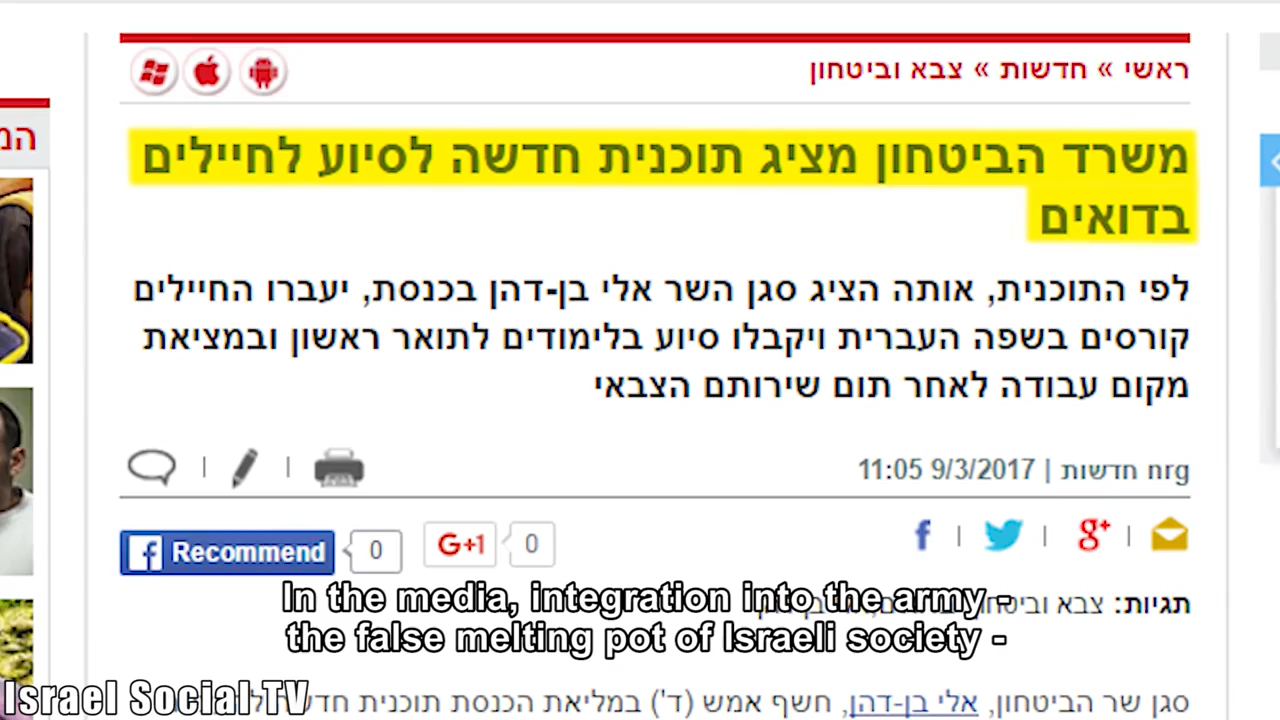 ראשי » חדשות » צבא וביטחון
משרד הביטחון מציג תוכנית חדשה לסיוע לחיילים
בדואים
לפי התוכנית, אותה הציג סגן השר אלי בן-דהן בכנסת, יעברו החיילים
קורסים בשפה העברית ויקבלו סיוע בלימודים לתואר ראשון ובמציאת
מקום עבודה לאחר תום שירותם הצבאי
nrg חדשות | 9/3/2017 11:05
Recommend 0 G+1 0
תגיות: צבא וביטחון
In the media, integration into the army -
the false melting pot of Israeli society -
סגן שר הביטחון, אלי בן-דהן, חשף אמש (ד') במליאת הכנסת תוכנית
Israel Social TV